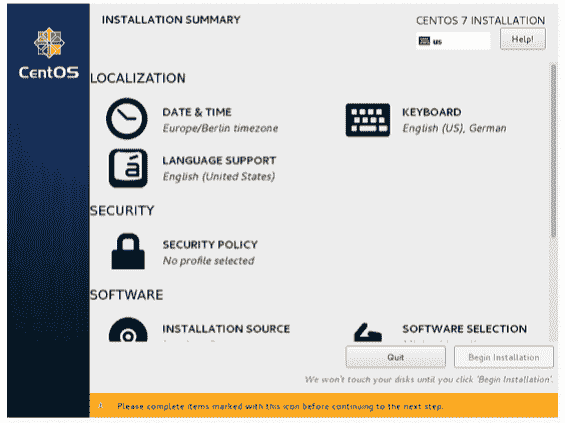 INSTALLATION SUMMARY
CENTOS 7 INSTALLATION
us
Help!
CentOS
LOCALIZATION
DATE & TIME
Europe/Berlin timezone
KEYBOARD
English (US), German
LANGUAGE SUPPORT
English (United States)
SECURITY
SECURITY POLICY
No profile selected
SOFTWARE
INSTALLATION SOURCE
SOFTWARE SELECTION
Quit
Begin Installation
We won't touch your disks until you click 'Begin Installation'.
Please complete items marked with this icon before continuing to the next step.